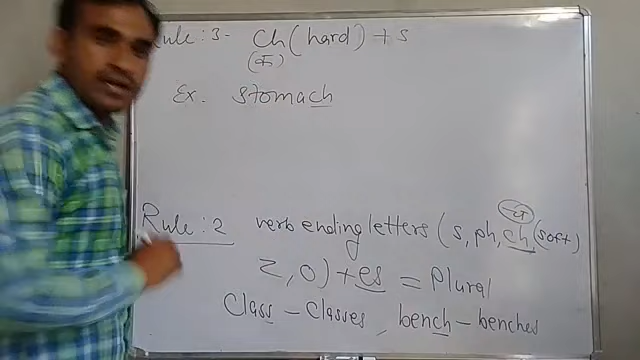 Rule: 3- Ch (hard) + s
(क)
Ex. stomach
च
Rule: 2 verb ending letters (s, ph, ch, (soft)
z, o) + es = Plural
Class - Classes, bench - benches